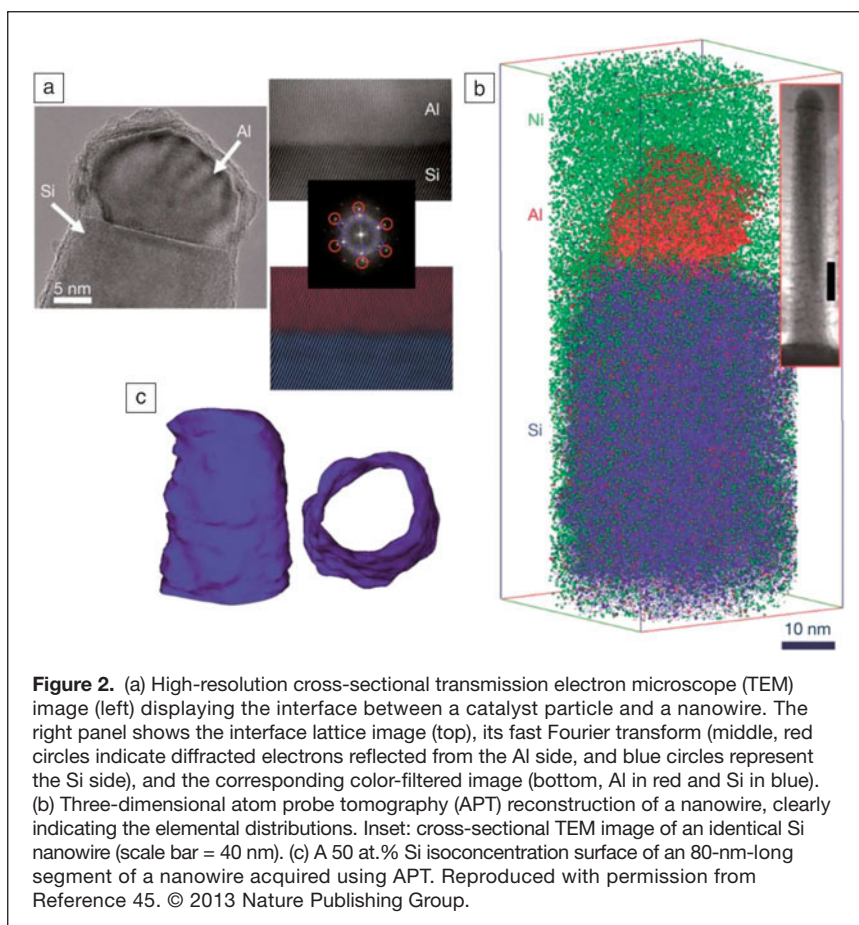 a
Al
Si
5 nm
Al
Si
b
Ni
Al
Si
10 nm
c
Figure 2. (a) High-resolution cross-sectional transmission electron microscope (TEM)
image (left) displaying the interface between a catalyst particle and a nanowire. The
right panel shows the interface lattice image (top), its fast Fourier transform (middle, red
circles indicate diffracted electrons reflected from the Al side, and blue circles represent
the Si side), and the corresponding color-filtered image (bottom, Al in red and Si in blue).
(b) Three-dimensional atom probe tomography (APT) reconstruction of a nanowire, clearly
indicating the elemental distributions. Inset: cross-sectional TEM image of an identical Si
nanowire (scale bar = 40 nm). (c) A 50 at.% Si isoconcentration surface of an 80-nm-long
segment of a nanowire acquired using APT. Reproduced with permission from
Reference 45. © 2013 Nature Publishing Group.